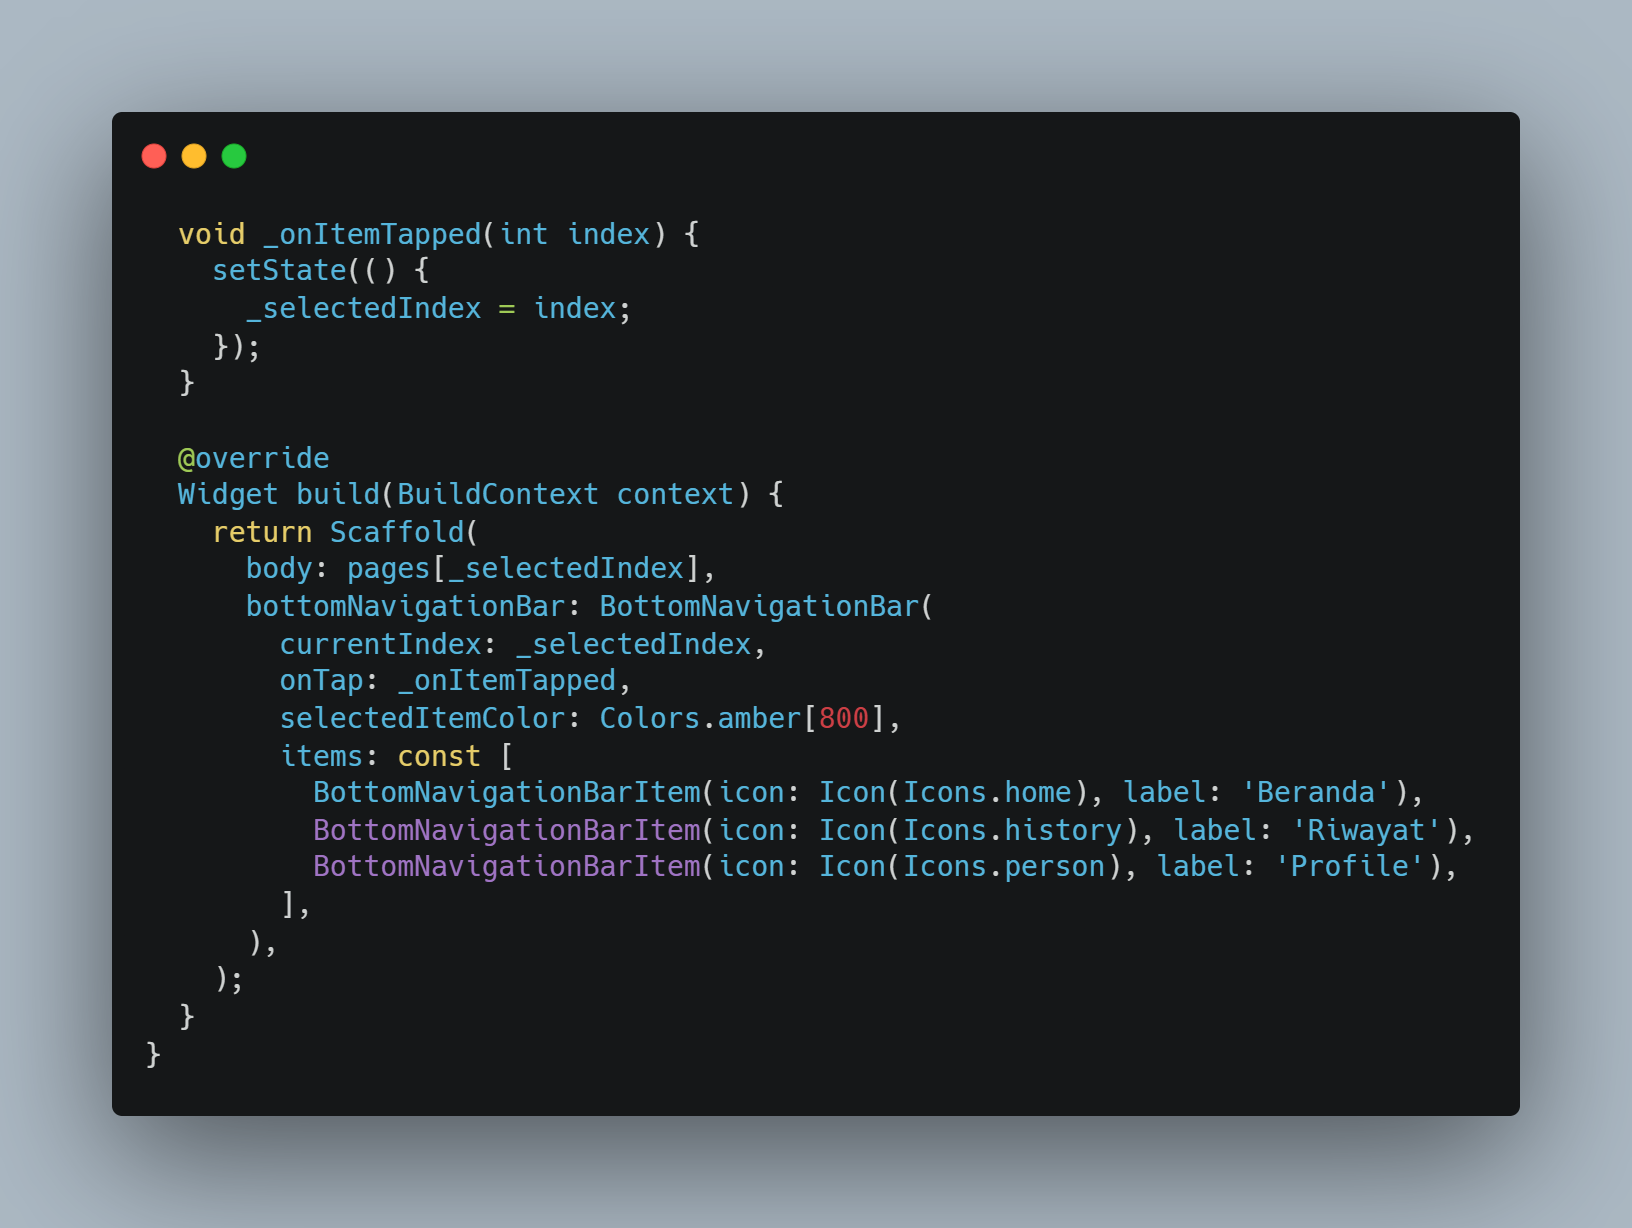 void _onItemTapped(int index) {
    setState(() {
      _selectedIndex = index;
    });
  }

  @override
  Widget build(BuildContext context) {
    return Scaffold(
      body: pages[_selectedIndex],
      bottomNavigationBar: BottomNavigationBar(
        currentIndex: _selectedIndex,
        onTap: _onItemTapped,
        selectedItemColor: Colors.amber[800],
        items: const [
          BottomNavigationBarItem(icon: Icon(Icons.home), label: 'Beranda'),
          BottomNavigationBarItem(icon: Icon(Icons.history), label: 'Riwayat'),
          BottomNavigationBarItem(icon: Icon(Icons.person), label: 'Profile'),
        ],
      ),
    );
  }
}